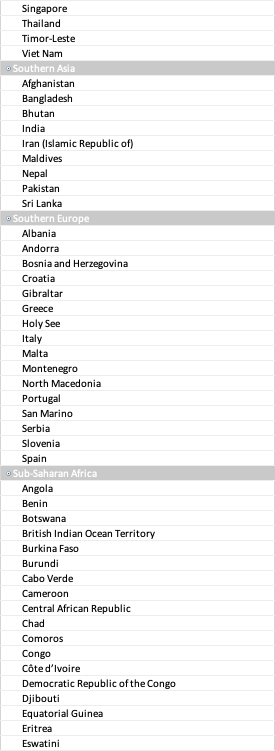 Singapore
Thailand
Timor-Leste
Viet Nam
Southern Asia
Afghanistan
Bangladesh
Bhutan
India
Iran (Islamic Republic of)
Maldives
Nepal
Pakistan
Sri Lanka
Southern Europe
Albania
Andorra
Bosnia and Herzegovina
Croatia
Gibraltar
Greece
Holy See
Italy
Malta
Montenegro
North Macedonia
Portugal
San Marino
Serbia
Slovenia
Spain
Sub-Saharan Africa
Angola
Benin
Botswana
British Indian Ocean Territory
Burkina Faso
Burundi
Cabo Verde
Cameroon
Central African Republic
Chad
Comoros
Congo
Côte d’Ivoire
Democratic Republic of the Congo
Djibouti
Equatorial Guinea
Eritrea
Eswatini